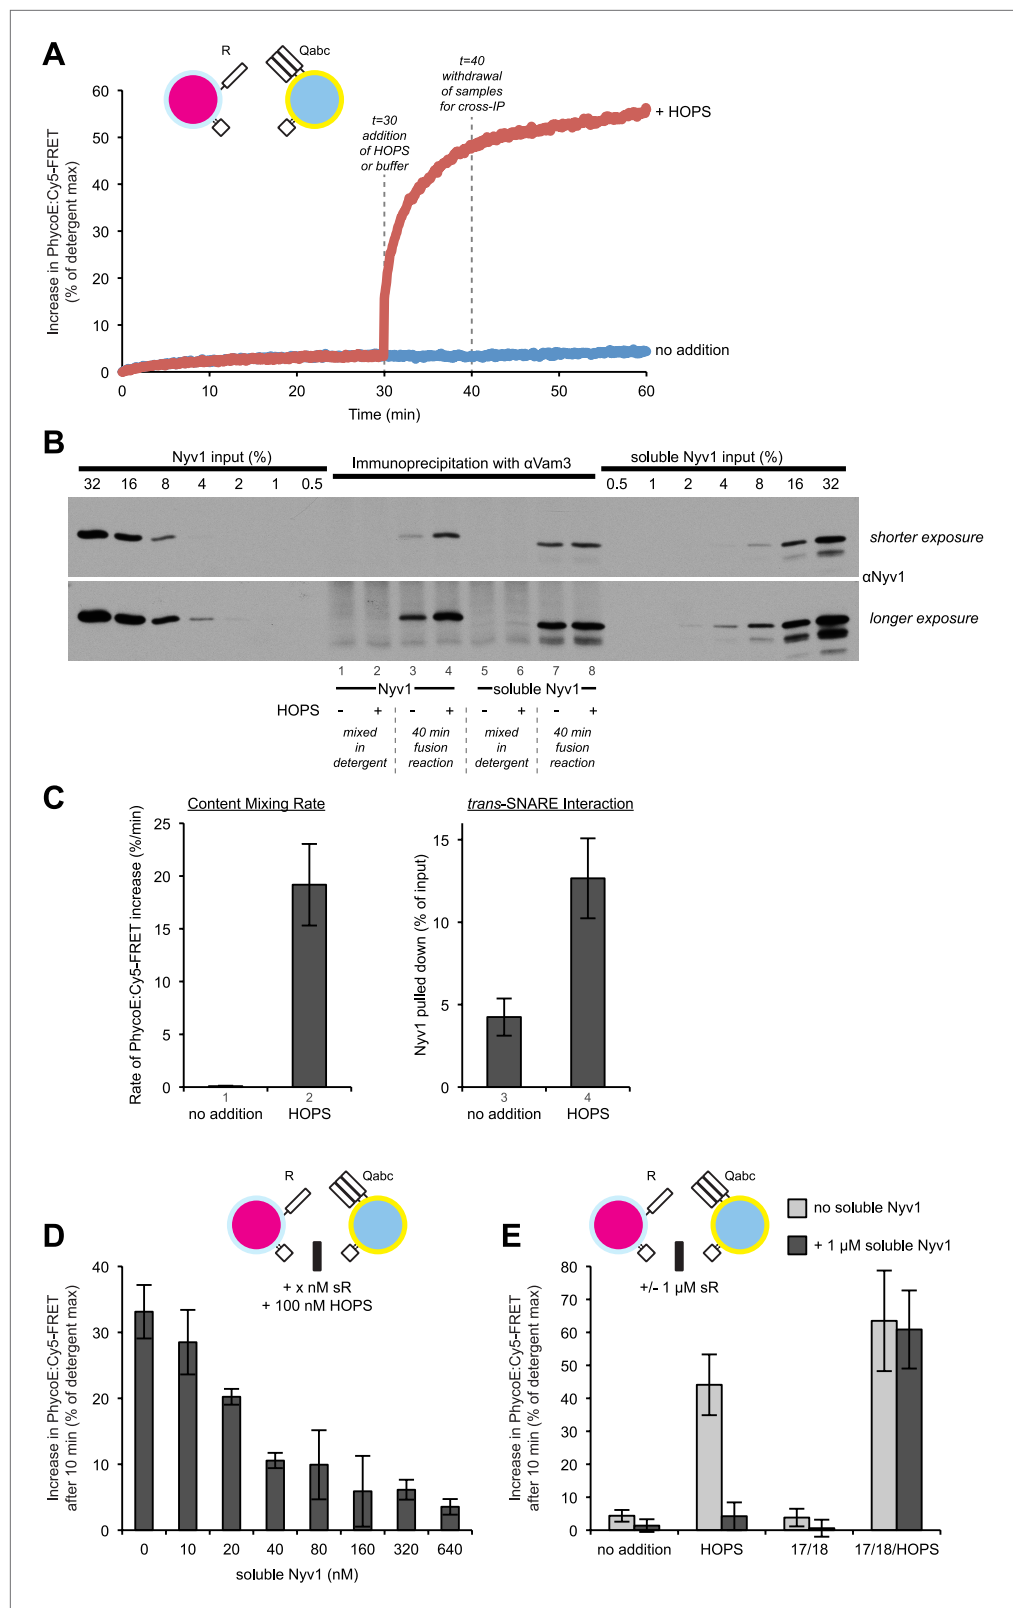 A
R
Qabc
Increase in PhycoE:Cy5-FRET
(% of detergent max)
60
50
40
30
20
10
0
t=30
addition
of HOPS
or buffer
t=40
withdrawal
of samples
for cross-IP
+ HOPS
no addition
0 10 20 30 40 50 60
Time (min)
B
Nyv1 input (%)
Immunoprecipitation with αVam3
soluble Nyv1 input (%)
32 16 8 4 2 1 0.5
0.5 1 2 4 8 16 32
shorter exposure
αNyv1
longer exposure
1 2 3 4 5 6 7 8
Nyv1
soluble Nyv1
HOPS - + - + - + - +
mixed
in
detergent
40 min
fusion
reaction
mixed
in
detergent
40 min
fusion
reaction
C
Content Mixing Rate
Rate of PhycoE:Cy5-FRET increase (%/min)
25
20
15
10
5
0
1 2
no addition HOPS
trans-SNARE Interaction
Nyv1 pulled down (% of input)
15
10
5
0
3 4
no addition HOPS
D
R
Qabc
+ x nM sR
+ 100 nM HOPS
Increase in PhycoE:Cy5-FRET
after 10 min (% of detergent max)
40
30
20
10
0
0 10 20 40 80 160 320 640
soluble Nyv1 (nM)
E
R
Qabc
+/- 1 µM sR
no soluble Nyv1
+ 1 µM soluble Nyv1
Increase in PhycoE:Cy5-FRET
after 10 min (% of detergent max)
80
70
60
50
40
30
20
10
0
no addition HOPS 17/18 17/18/HOPS